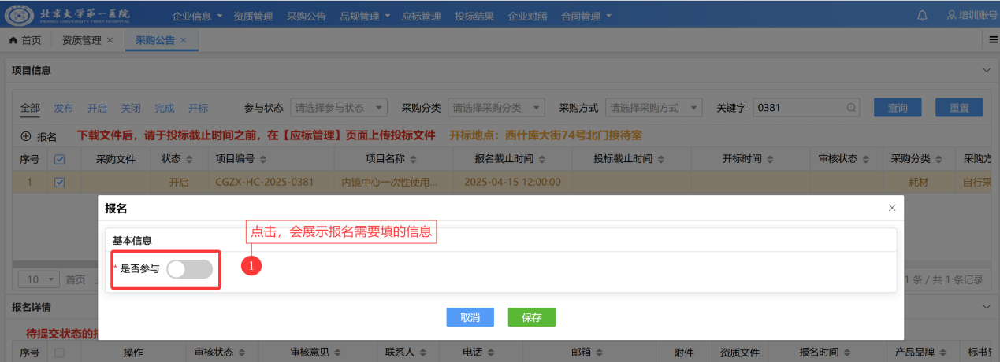 北京大学第一医院 企业信息 资质管理 采购公告 品规管理 应标管理 投标结果 企业对照 合同管理 培训账号
PEKING UNIVERSITY FIRST HOSPITAL
首页 资质管理 × 采购公告 ×
项目信息
全部 发布 开启 关闭 完成 开标 参与状态 请选择参与状态 采购分类 请选择采购分类 采购方式 请选择采购方式 关键字 0381 查询 重置
报名 下载文件后，请于投标截止时间之前，在【应标管理】页面上传投标文件 开标地点：西什库大街74号北门接待室
序号 采购文件 状态 项目编号 项目名称 报名截止时间 投标截止时间 开标时间 审核状态 采购分类 采购方
1 开启 CGZX-HC-2025-0381 内镜中心一次性使用... 2025-04-15 12:00:00 耗材 自行采
报名
点击，会展示报名需要填的信息
基本信息
* 是否参与
1
10 首页 1 条 / 共 1 条记录
报名详情
取消 保存
待提交状态的
序号 操作 审核状态 审核意见 联系人 电话 邮箱 附件 资质文件 报名时间 产品品牌 标书